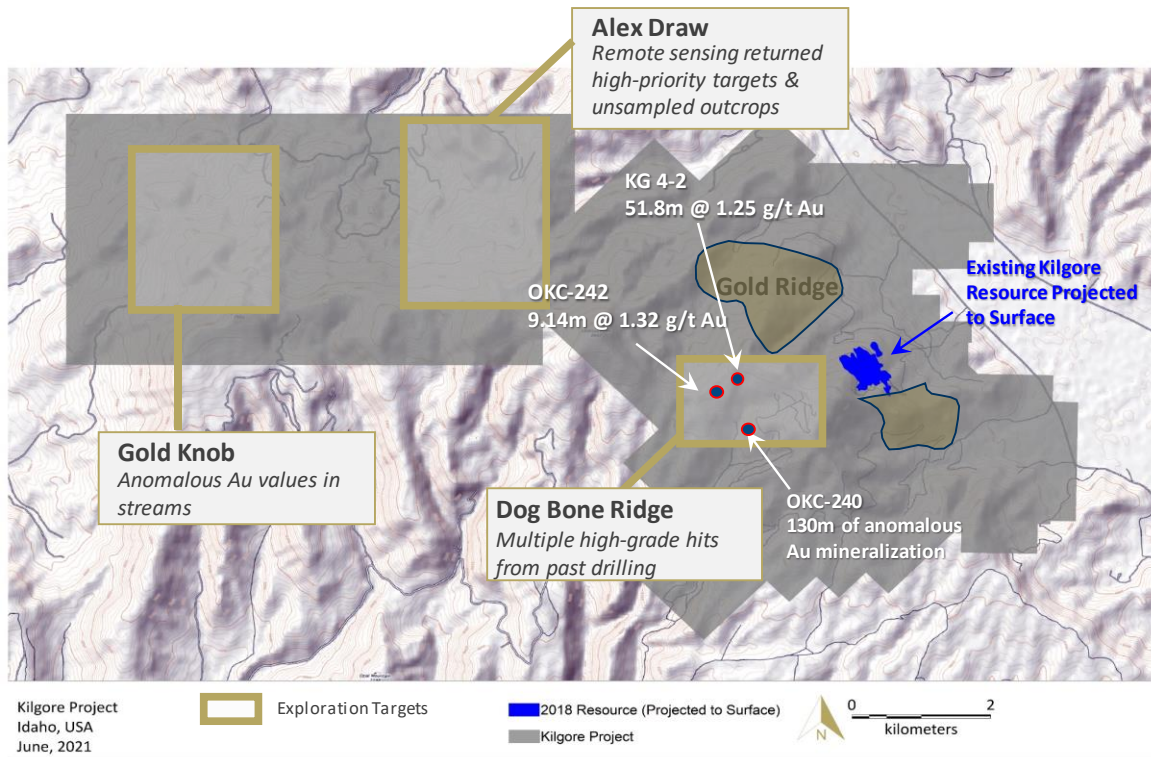 Alex Draw
Remote sensing returned
high-priority targets &
unsampled outcrops
KG 4-2
51.8m @ 1.25 g/t Au
Gold Ridge
Existing Kilgore
Resource Projected
to Surface
OKC-242
9.14m @ 1.32 g/t Au
Gold Knob
Anomalous Au values in
streams
Dog Bone Ridge
Multiple high-grade hits
from past drilling
OKC-240
130m of anomalous
Au mineralization
Kilgore Project
Idaho, USA
June, 2021
Exploration Targets
2018 Resource (Projected to Surface)
Kilgore Project
N
0 2
kilometers